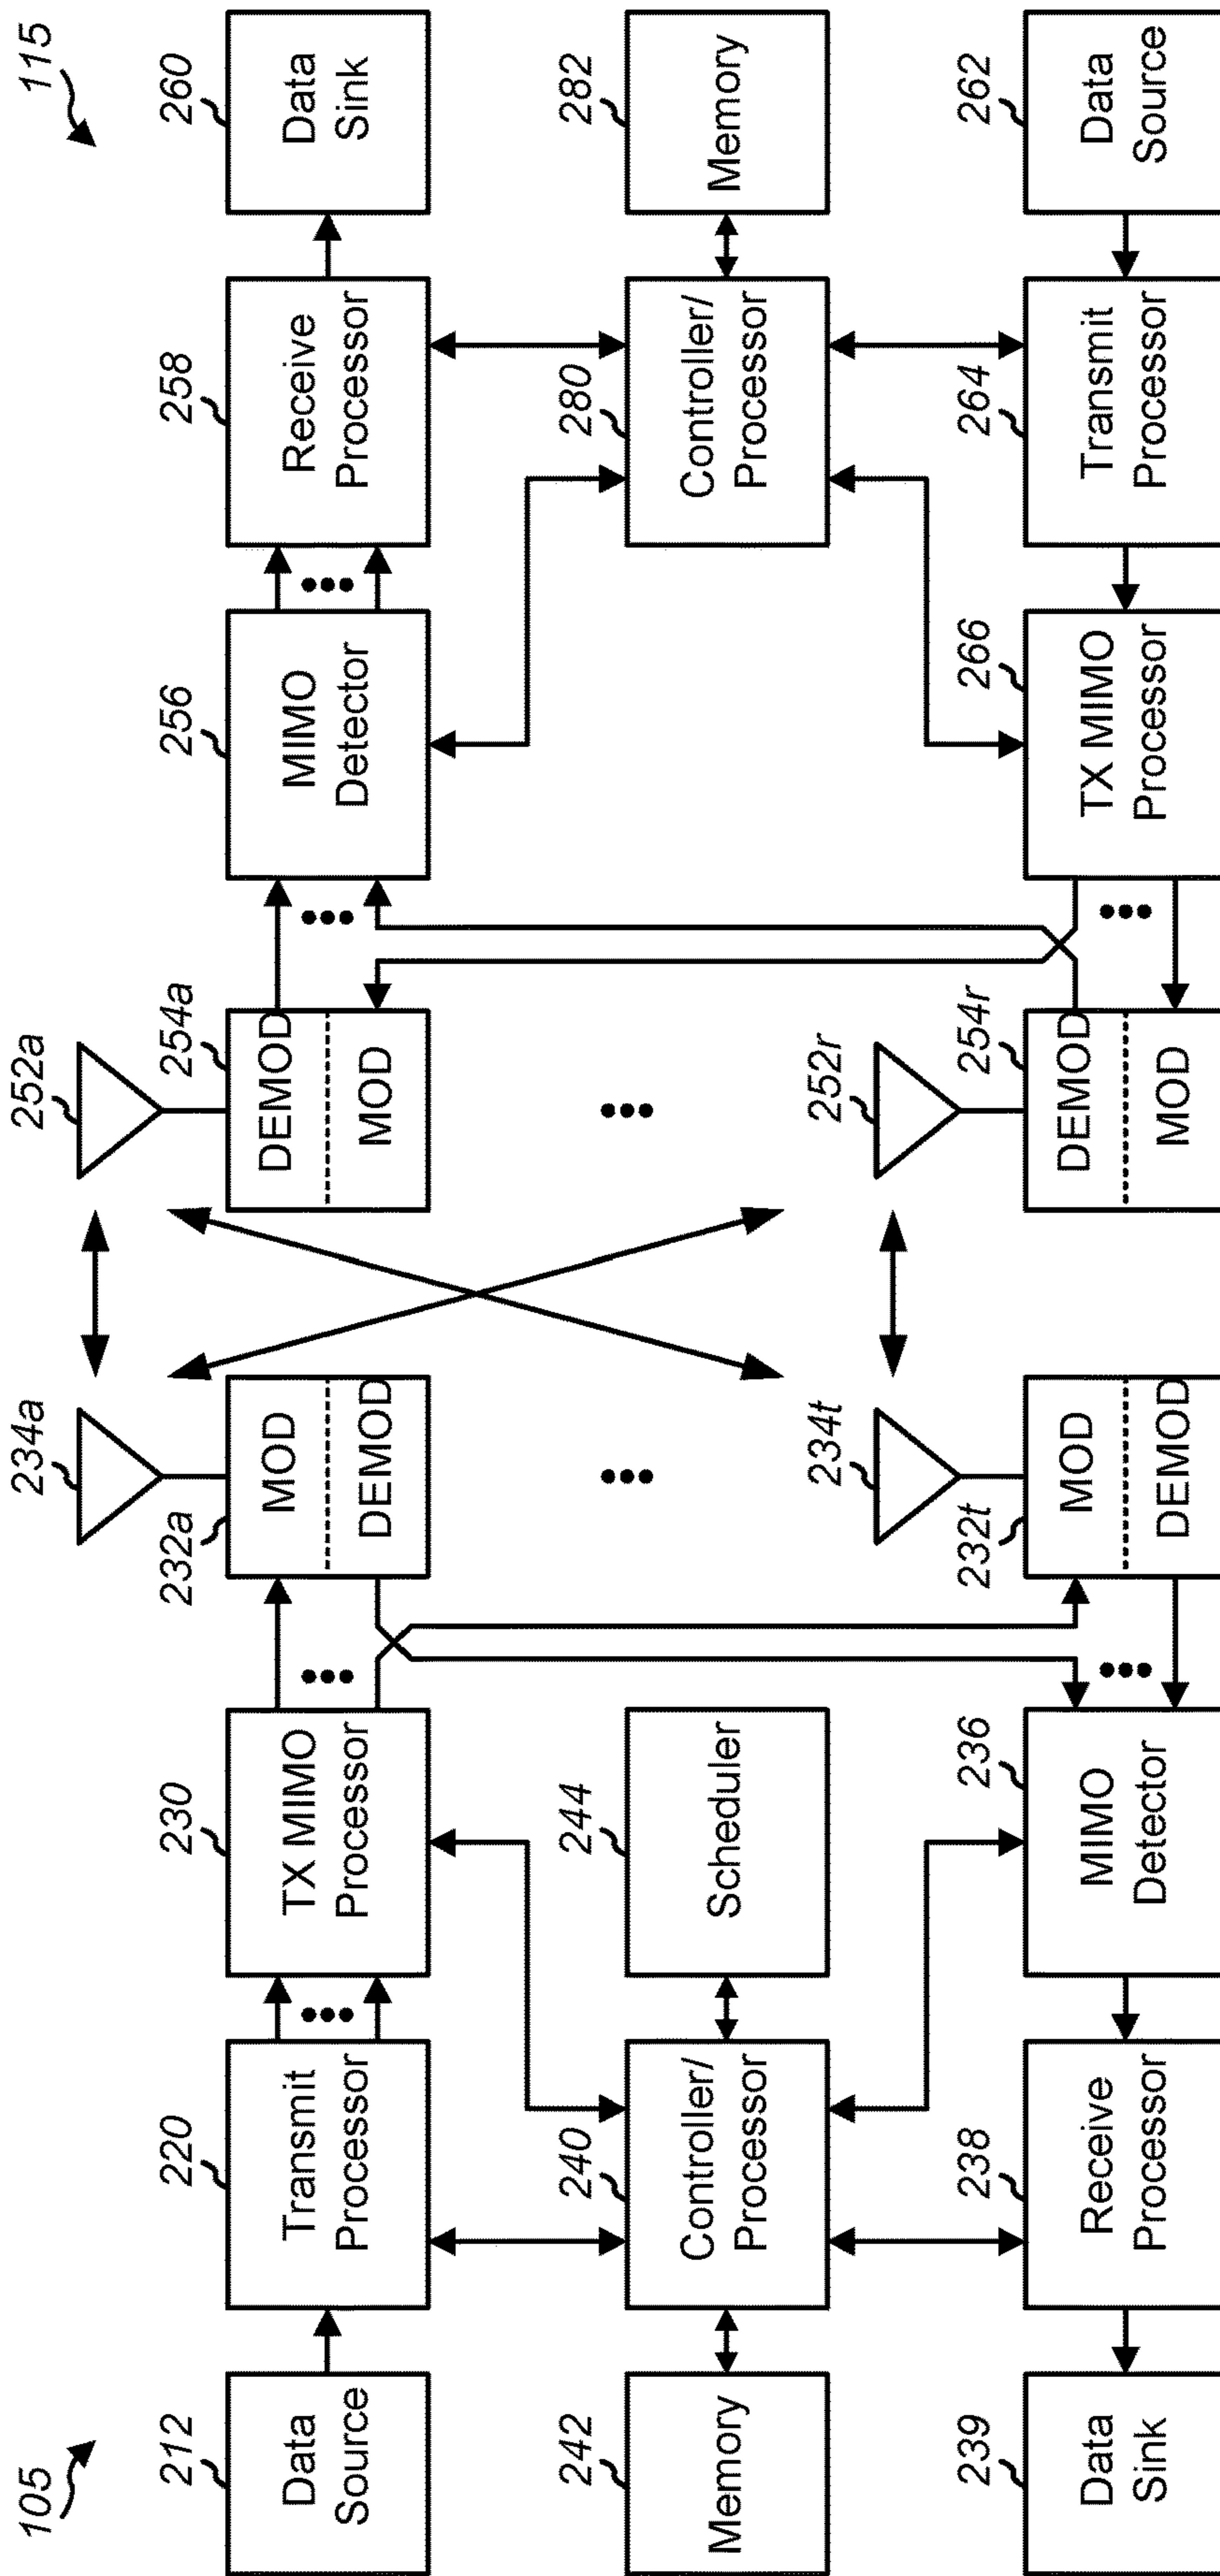 105
115
212
Data
Source
220
Transmit
Processor
230
TX MIMO
Processor
232a
MOD
DEMOD
234a
252a
254a
DEMOD
MOD
256
MIMO
Detector
258
Receive
Processor
260
Data
Sink
242
Memory
240
Controller/
Processor
244
Scheduler
280
Controller/
Processor
282
Memory
239
Data
Sink
238
Receive
Processor
236
MIMO
Detector
232t
MOD
DEMOD
234t
252r
254r
DEMOD
MOD
266
TX MIMO
Processor
264
Transmit
Processor
262
Data
Source